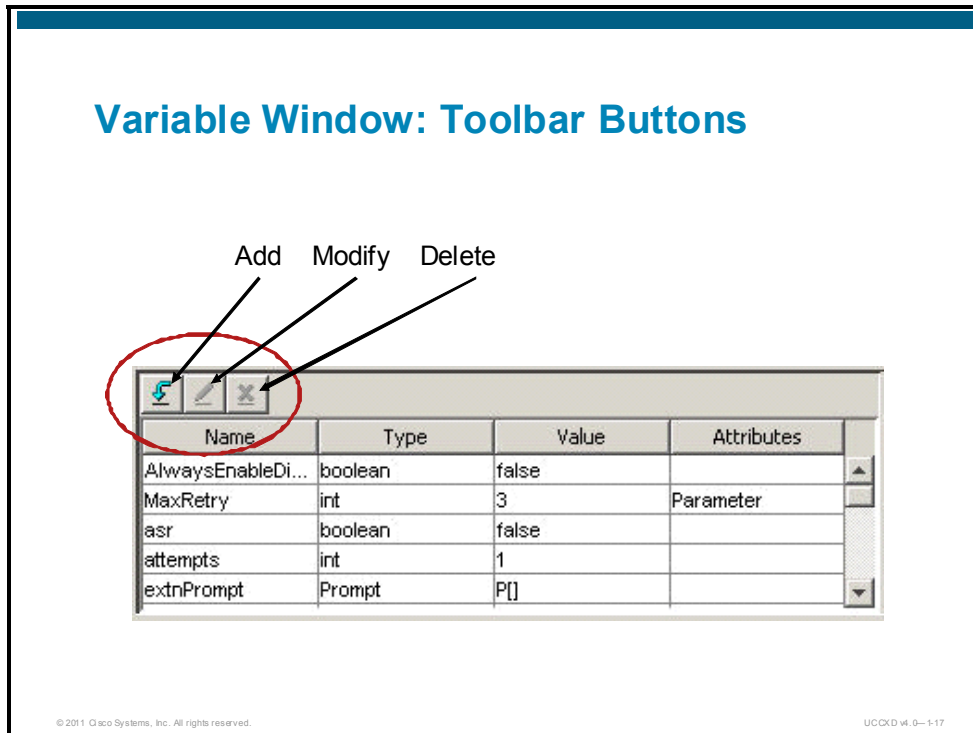 Variable Window: Toolbar Buttons
Add Modify Delete
Name Type Value Attributes
AlwaysEnableDi... boolean false
MaxRetry int 3 Parameter
asr boolean false
attempts int 1
extnPrompt Prompt P[]
© 2011 Cisco Systems, Inc. All rights reserved. UCCXD v4.0—1-17